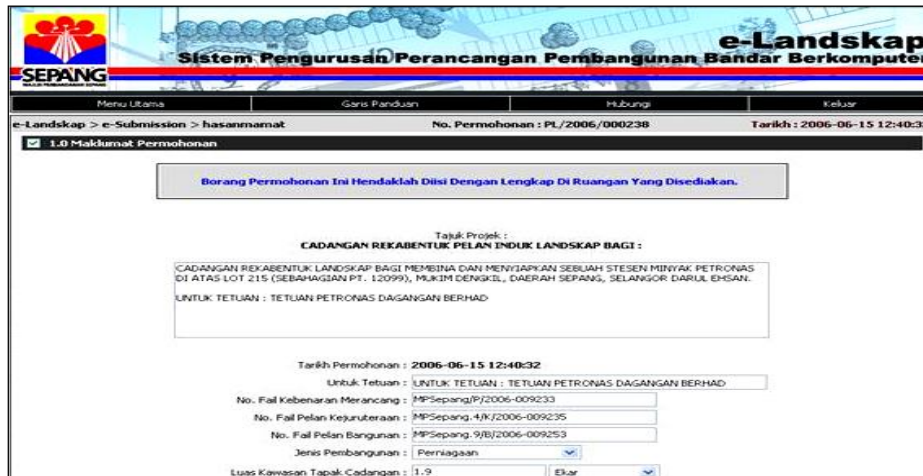 e-Landskap
Sistem Pengurusan Perancangan Pembangunan Bandar Berkomputer
SEPANG
Menu Utama Garis Panduan Hubungi Keluar
e-Landskap > e-Submission > hasanmamat No. Permohonan : PL/2006/000238 Tarikh : 2006-06-15 12:40:3
1.0 Maklumat Permohonan
Borang Permohonan Ini Hendaklah Diisi Dengan Lengkap Di Ruangan Yang Disediakan.
Tajuk Projek :
CADANGAN REKABENTUK PELAN INDUK LANDSKAP BAGI :
CADANGAN REKABENTUK LANDSKAP BAGI MEMBINA DAN MENYIAPKAN SEBUAH STESEN MINYAK PETRONAS
DI ATAS LOT 215 (SEBAHAGIAN PT. 12099), MUKIM DENGKIL, DAERAH SEPANG, SELANGOR DARUL EHSAN.
UNTUK TETUAN : TETUAN PETRONAS DAGANGAN BERHAD
Tarikh Permohonan : 2006-06-15 12:40:32
Untuk Tetuan : UNTUK TETUAN : TETUAN PETRONAS DAGANGAN BERHAD
No. Fail Kebenaran Merancang : MPSepang/P/2006-009233
No. Fail Pelan Kejuruteraan : MPSepang.4/K/2006-009235
No. Fail Pelan Bangunan : MPSepang.9/B/2006-009253
Jenis Pembangunan : Perniagaan
Luas Kawasan Tapak Cadangan : 1.9 Ekar